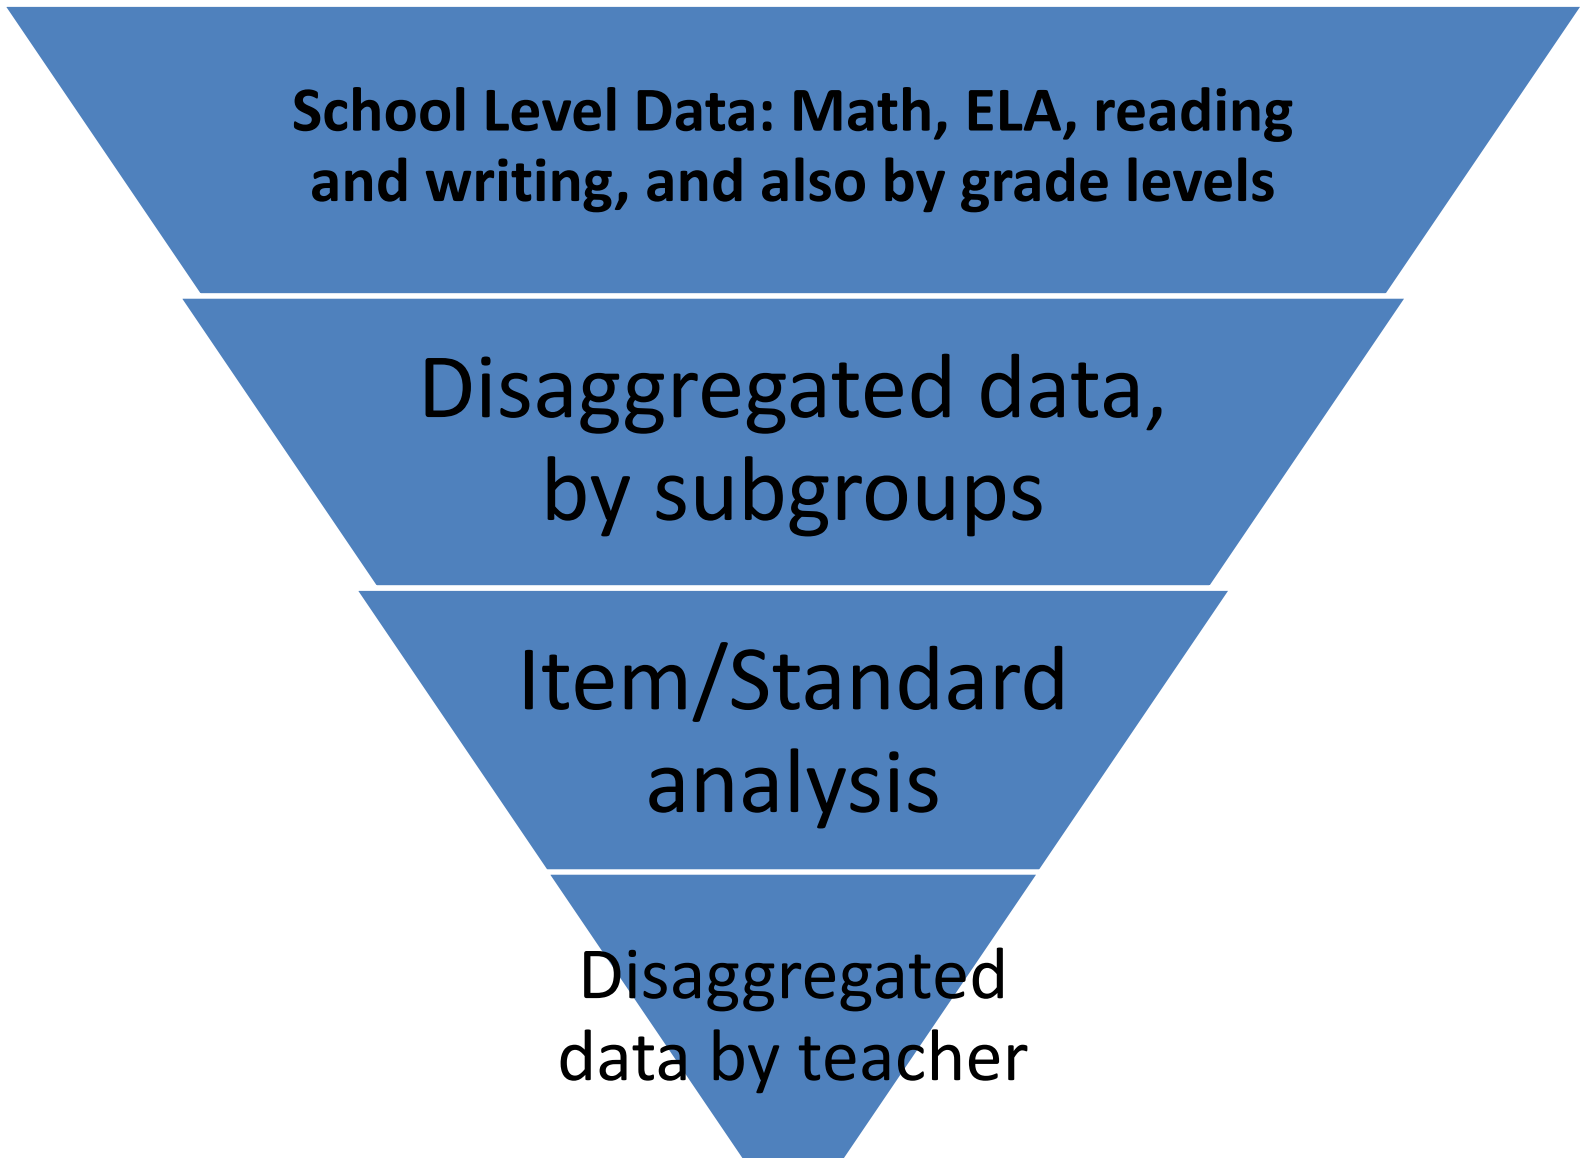 School Level Data: Math, ELA, reading
and writing, and also by grade levels
Disaggregated data,
by subgroups
Item/Standard
analysis
Disaggregated
data by teacher